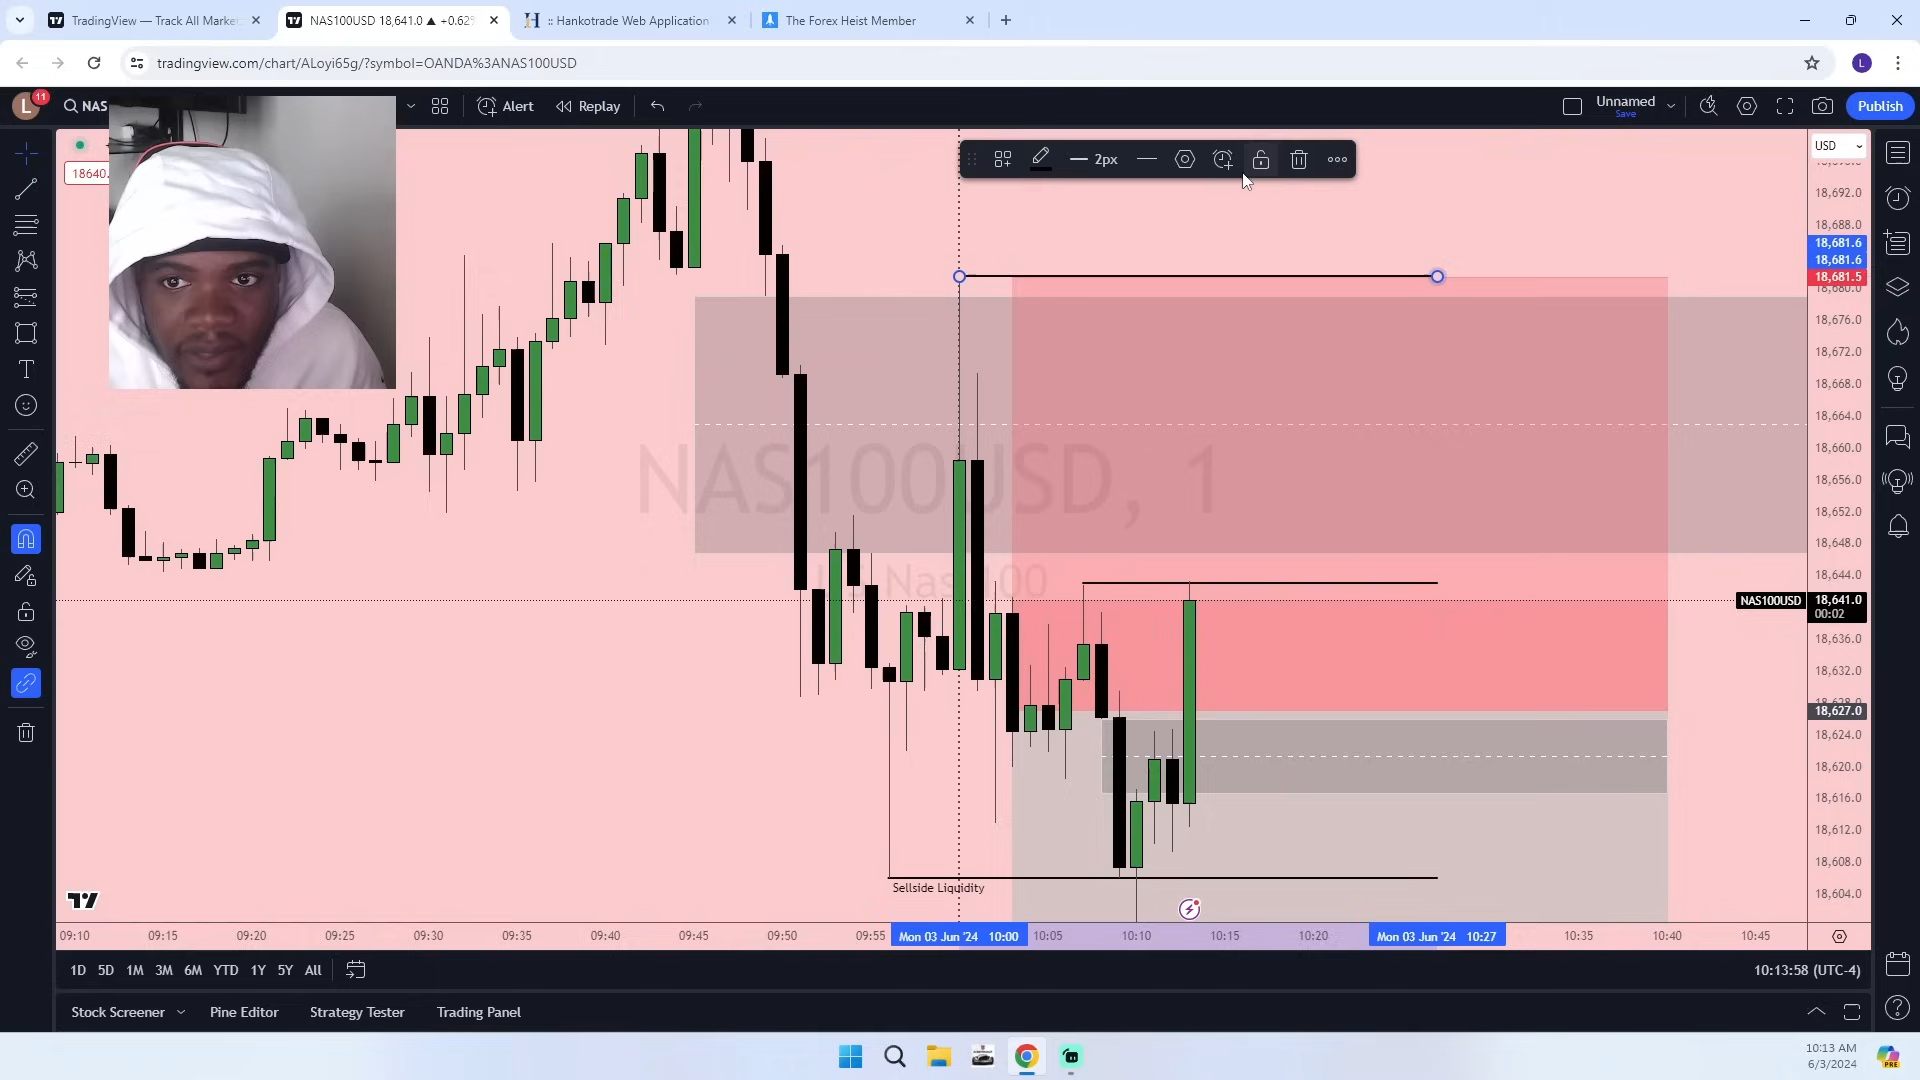 TradingView — Track All Marke
NAS100USD 18,641.0 ▲ +0.62
:: Hankotrade Web Application
The Forex Heist Member
tradingview.com/chart/ALoyi65g/?symbol=OANDA%3ANAS100USD
L
L
11
NAS
Alert
Replay
Unnamed
Save
Publish
18640.
2px
USD
18,692.0
18,688.0
18,681.6
18,681.6
18,681.5
18,680.0
18,676.0
18,672.0
18,668.0
18,664.0
18,660.0
18,656.0
18,652.0
18,648.0
18,644.0
NAS100USD 18,641.0
00:02
18,636.0
18,632.0
18,627.0
18,624.0
18,620.0
18,616.0
18,612.0
18,608.0
18,604.0
NAS100USD, 1
US Nas 100
Sellside Liquidity
09:10 09:15 09:20 09:25 09:30 09:35 09:40 09:45 09:50 09:55 Mon 03 Jun '24 10:00 10:05 10:10 10:15 10:20 Mon 03 Jun '24 10:27 10:35 10:40 10:45
1D 5D 1M 3M 6M YTD 1Y 5Y All
10:13:58 (UTC-4)
Stock Screener Pine Editor Strategy Tester Trading Panel
10:13 AM
6/3/2024
PRE